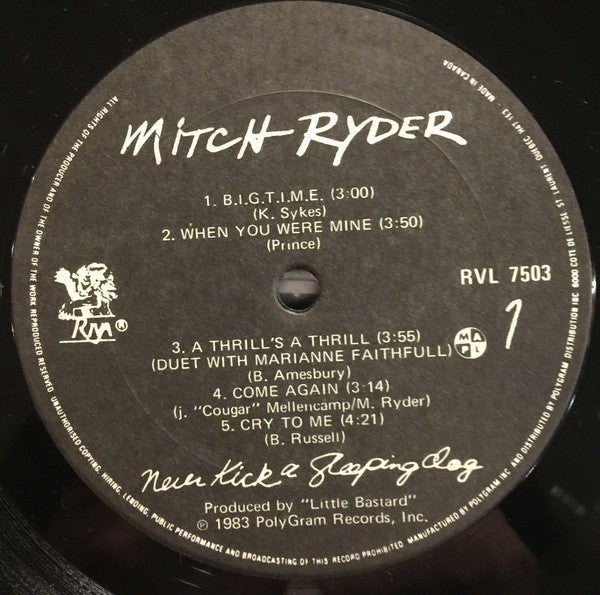 MITCH RYDER
1. B.I.G.T.I.M.E. (3:00)
(K. Sykes)
2. WHEN YOU WERE MINE (3:50)
(Prince)
RVL 7503
1
Riva ®
3. A THRILL'S A THRILL (3:55)
(DUET WITH MARIANNE FAITHFULL)
M A P L
(B. Amesbury)
4. COME AGAIN (3:14)
(j. "Cougar" Mellencamp/M. Ryder)
5. CRY TO ME (4:21)
(B. Russell)
Never Kick a Sleeping Dog
Produced by "Little Bastard"
℗ 1983 PolyGram Records, Inc.
ALL RIGHTS OF THE PRODUCER AND OF THE OWNER OF THE WORK REPRODUCED RESERVED. UNAUTHORISED COPYING, HIRING, LENDING, PUBLIC PERFORMANCE AND BROADCASTING OF THIS RECORD PROHIBITED. MANUFACTURED BY POLYGRAM INC AND DISTRIBUTED BY POLYGRAM DISTRIBUTION INC 6000 COTE DE LIESSE ST LAURENT QUEBEC H4T 1E3 · MADE IN CANADA